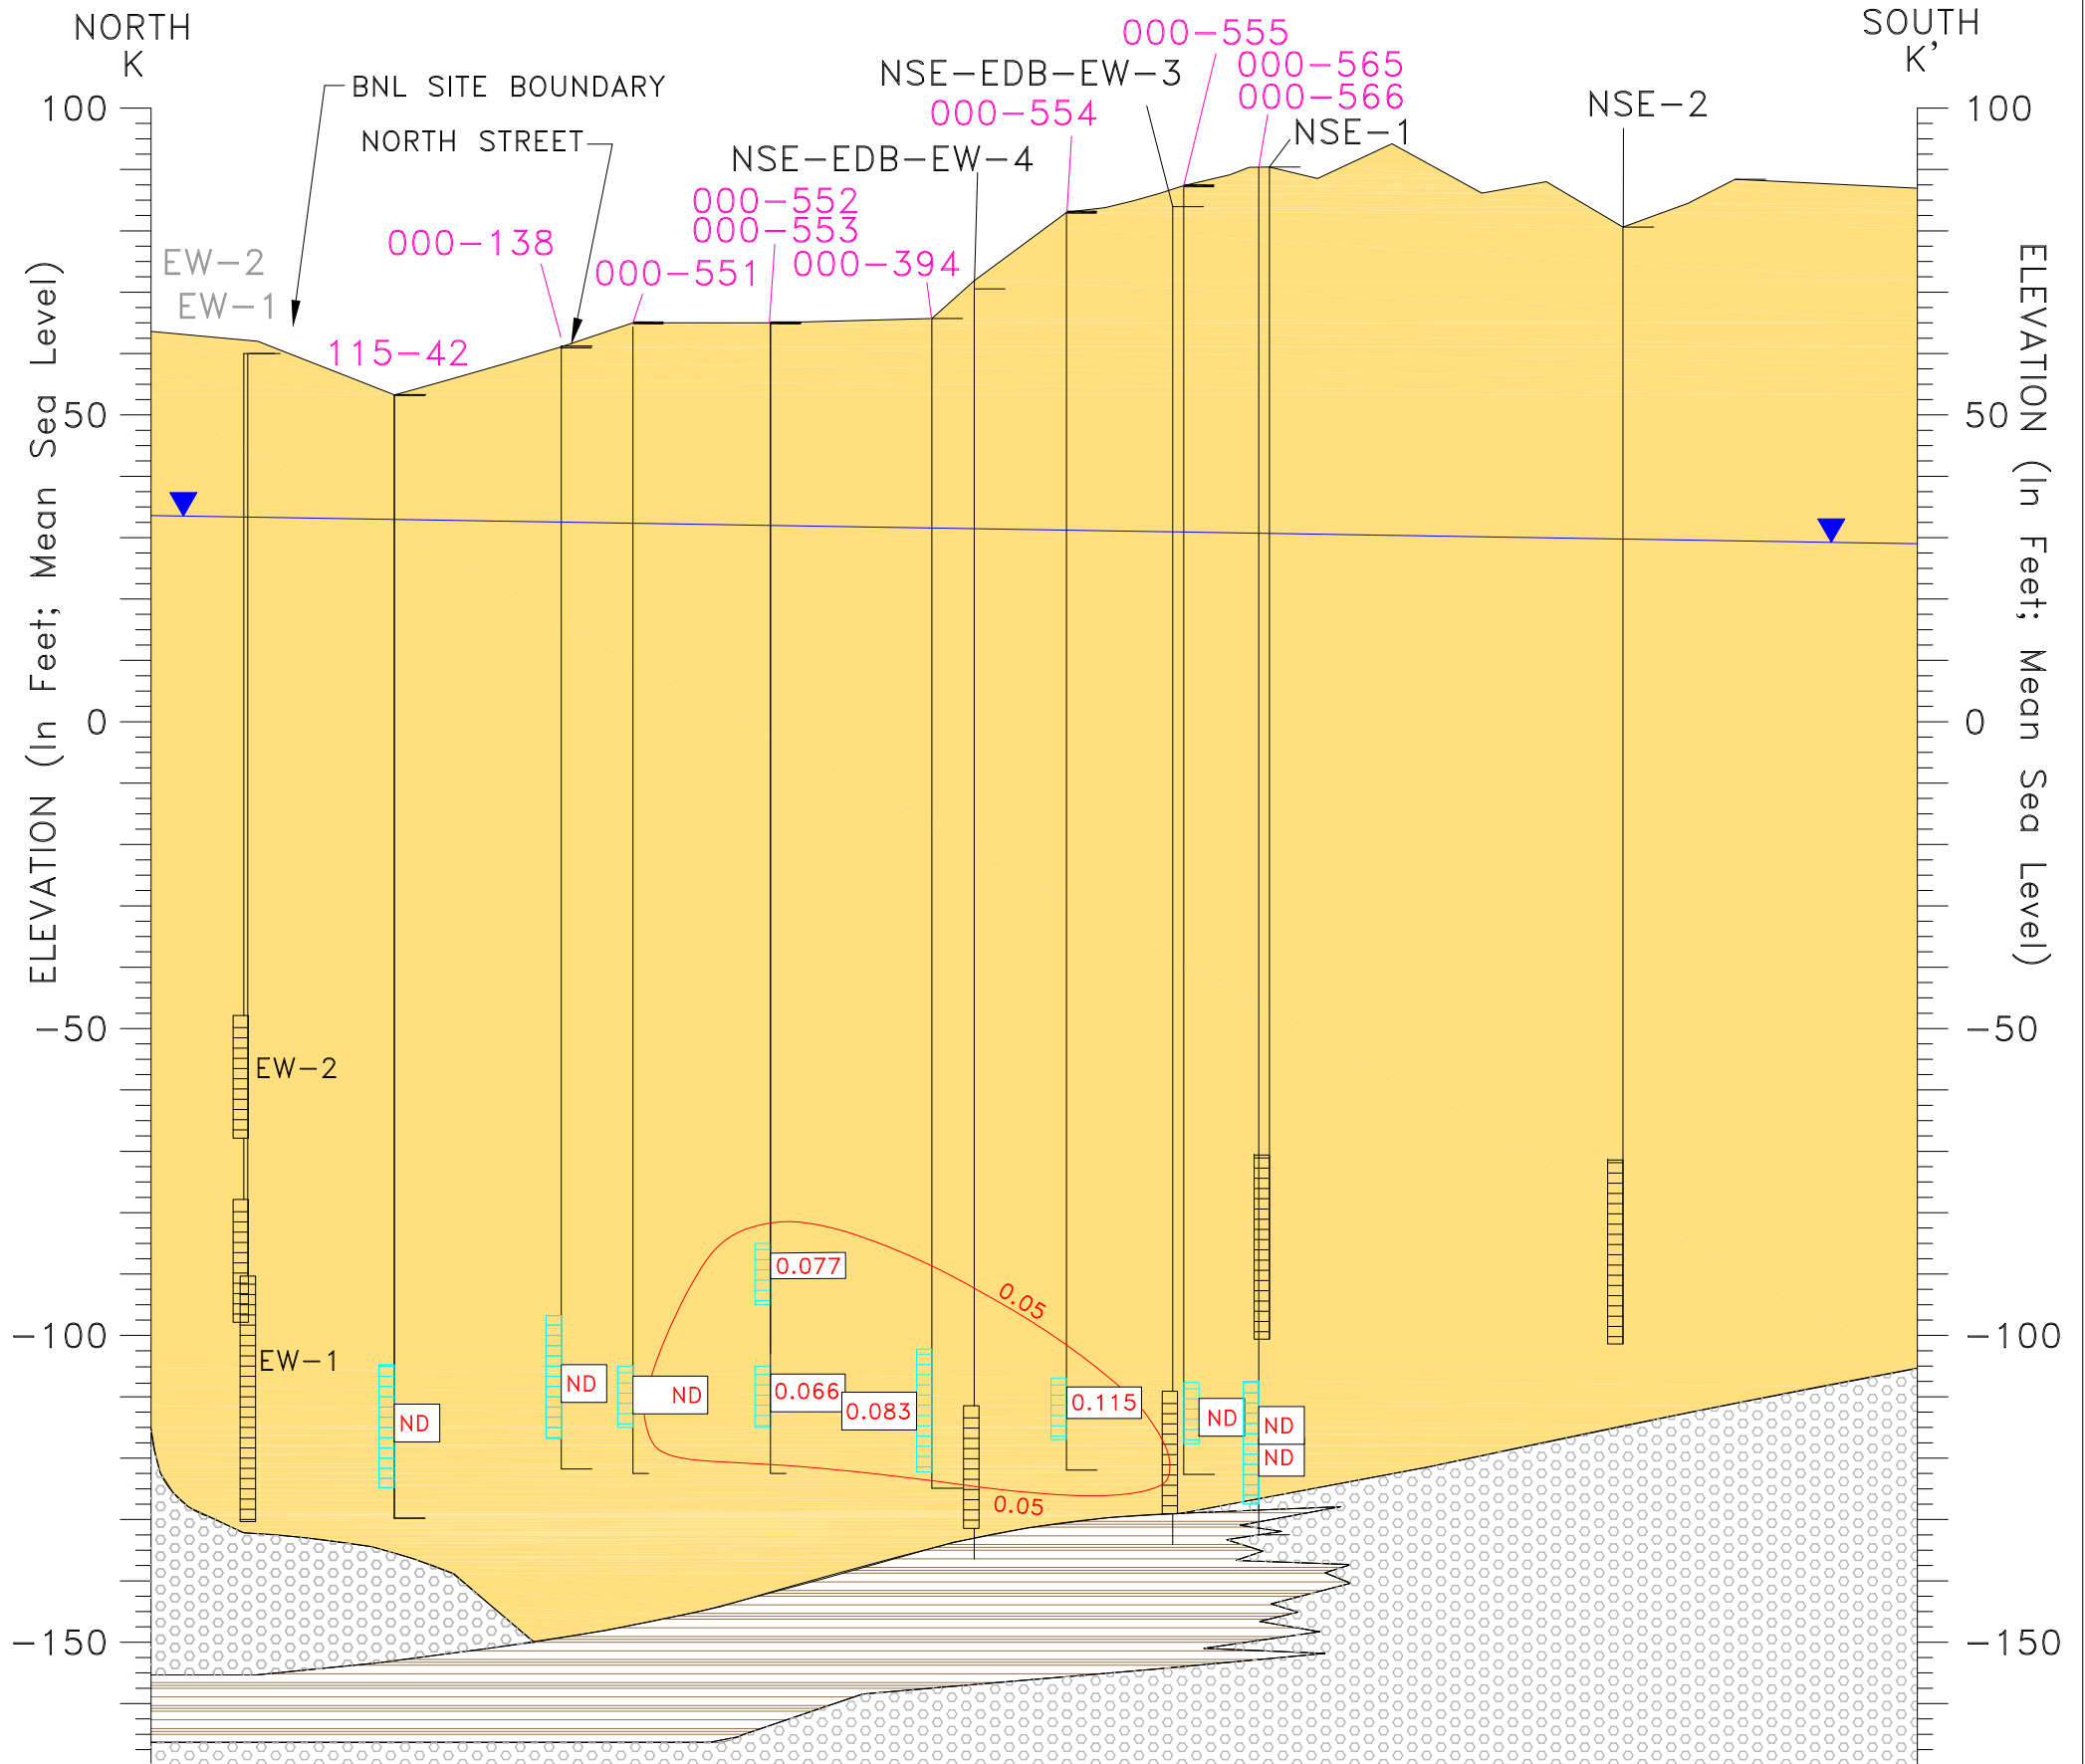 NORTH
K
SOUTH
K'
BNL SITE BOUNDARY
NORTH STREET
000-555
NSE-EDB-EW-3
000-565
000-566
000-554
NSE-1
NSE-2
NSE-EDB-EW-4
000-552
000-553
000-138
000-551
000-394
EW-2
EW-1
115-42
100
50
0
-50
-100
-150
ELEVATION (In Feet; Mean Sea Level)
100
50
0
-50
-100
-150
ELEVATION (In Feet; Mean Sea Level)
EW-2
EW-1
0.077
0.05
ND
ND
ND
0.066
0.083
0.115
ND
ND
ND
0.05